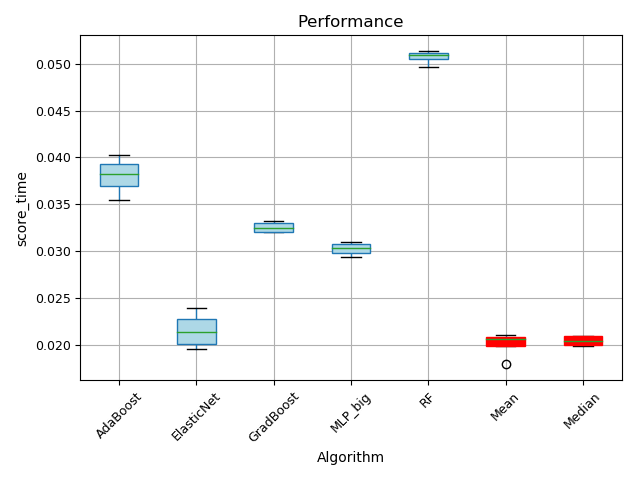 Performance
0.050
0.045
0.040
0.035
0.030
0.025
0.020
score_time
AdaBoost
ElasticNet
GradBoost
MLP_big
RF
Mean
Median
Algorithm